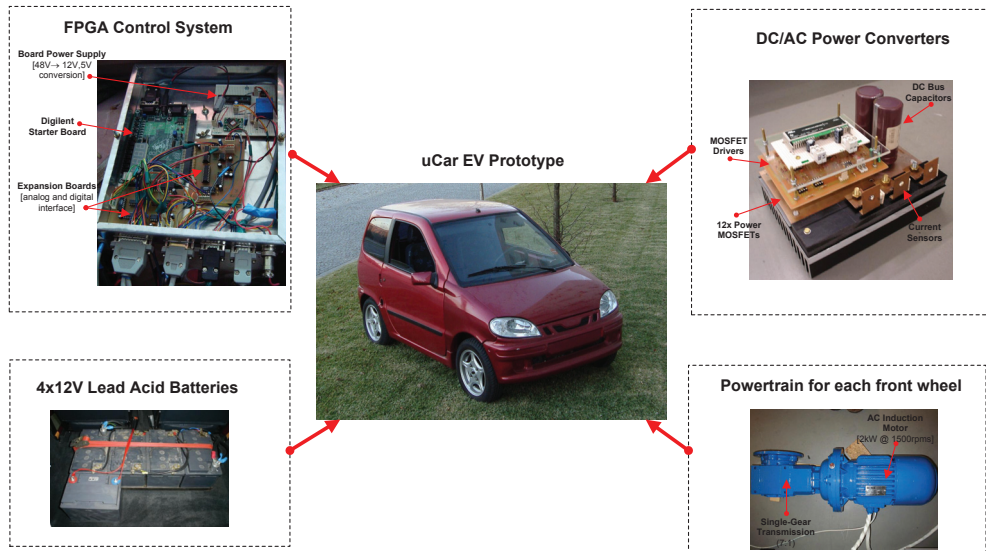 FPGA Control System
Board Power Supply
[48V→ 12V,5V
conversion]
Digilent
Starter Board
Expansion Boards
[analog and digital
interface]
uCar EV Prototype
DC/AC Power Converters
DC Bus
Capacitors
MOSFET
Drivers
12x Power
MOSFETs
Current
Sensors
4x12V Lead Acid Batteries
Powertrain for each front wheel
AC Induction
Motor
[2kW @ 1500rpms]
Single-Gear
Transmission
(7:1)